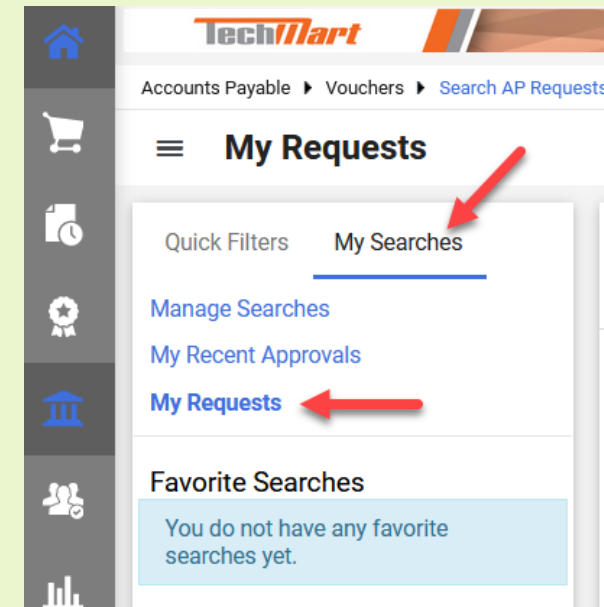 TechMart
Accounts Payable ▶ Vouchers ▶ Search AP Requests
My Requests
Quick Filters My Searches
Manage Searches
My Recent Approvals
My Requests
Favorite Searches
You do not have any favorite
searches yet.